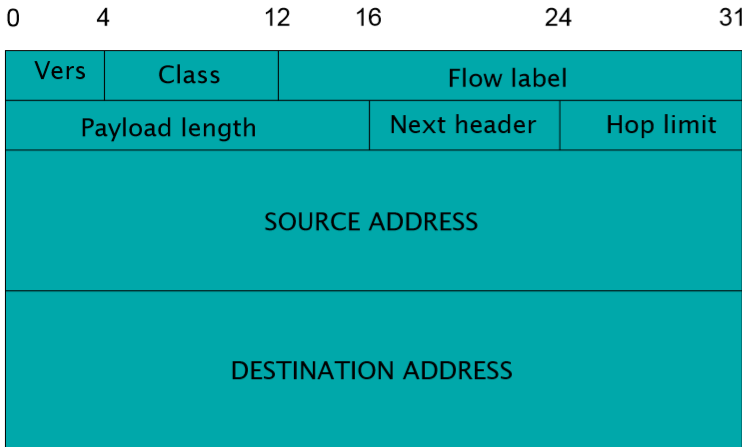 0 4 12 16 24 31
Vers Class Flow label
Payload length Next header Hop limit
SOURCE ADDRESS
DESTINATION ADDRESS